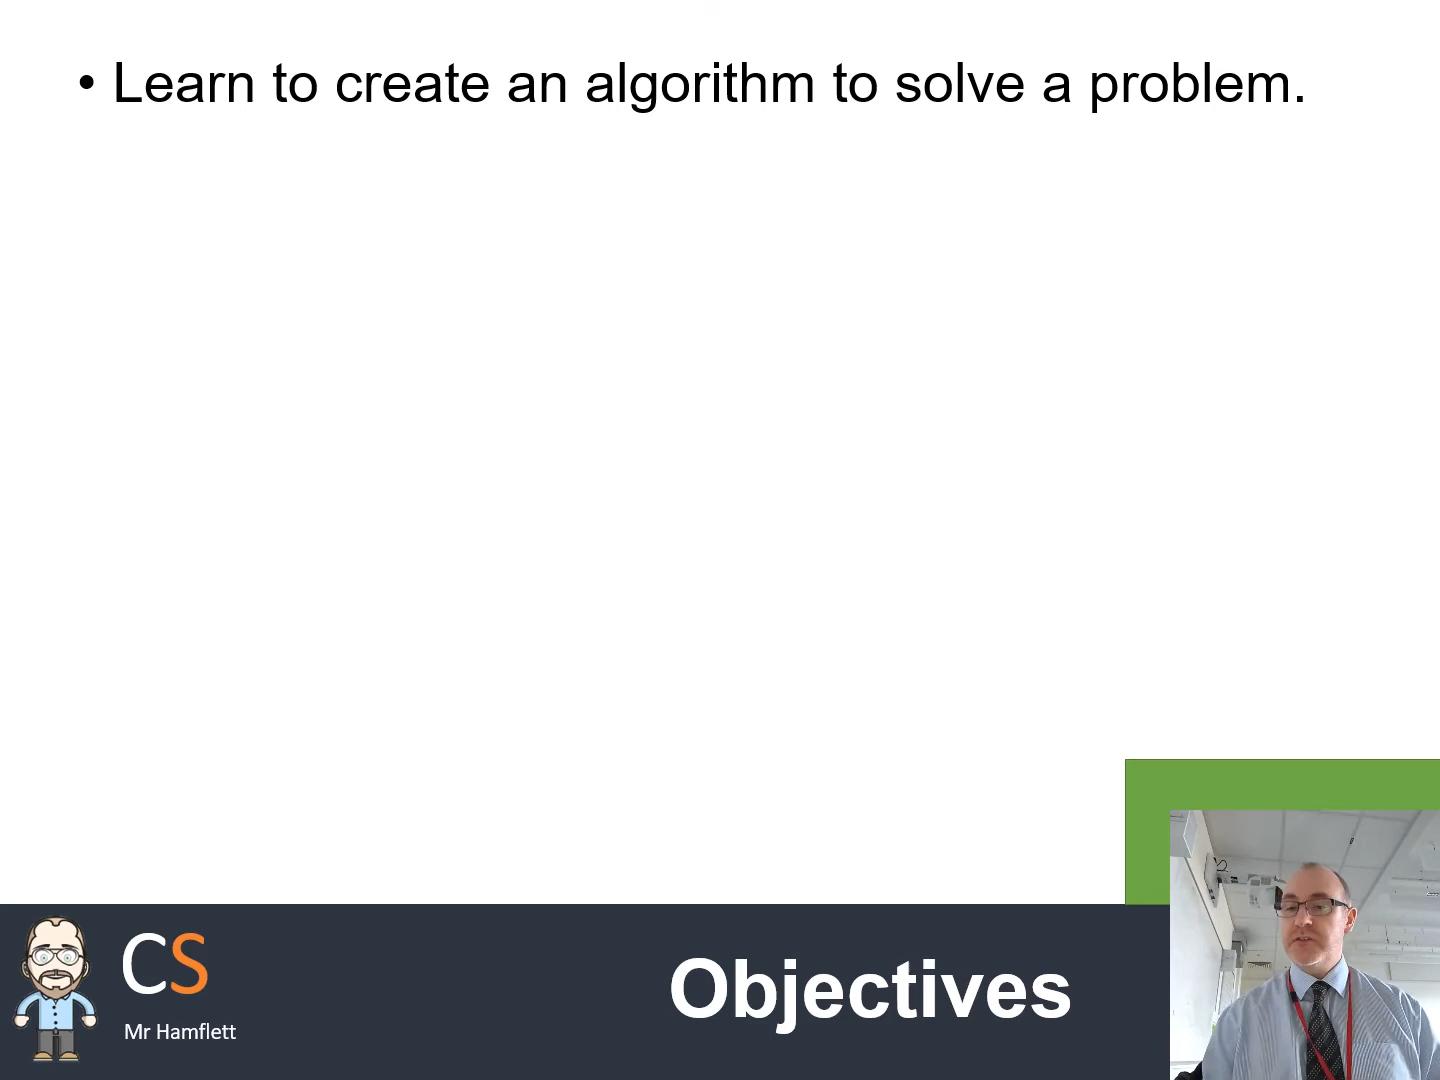 • Learn to create an algorithm to solve a problem.
CS
Mr Hamflett
Objectives